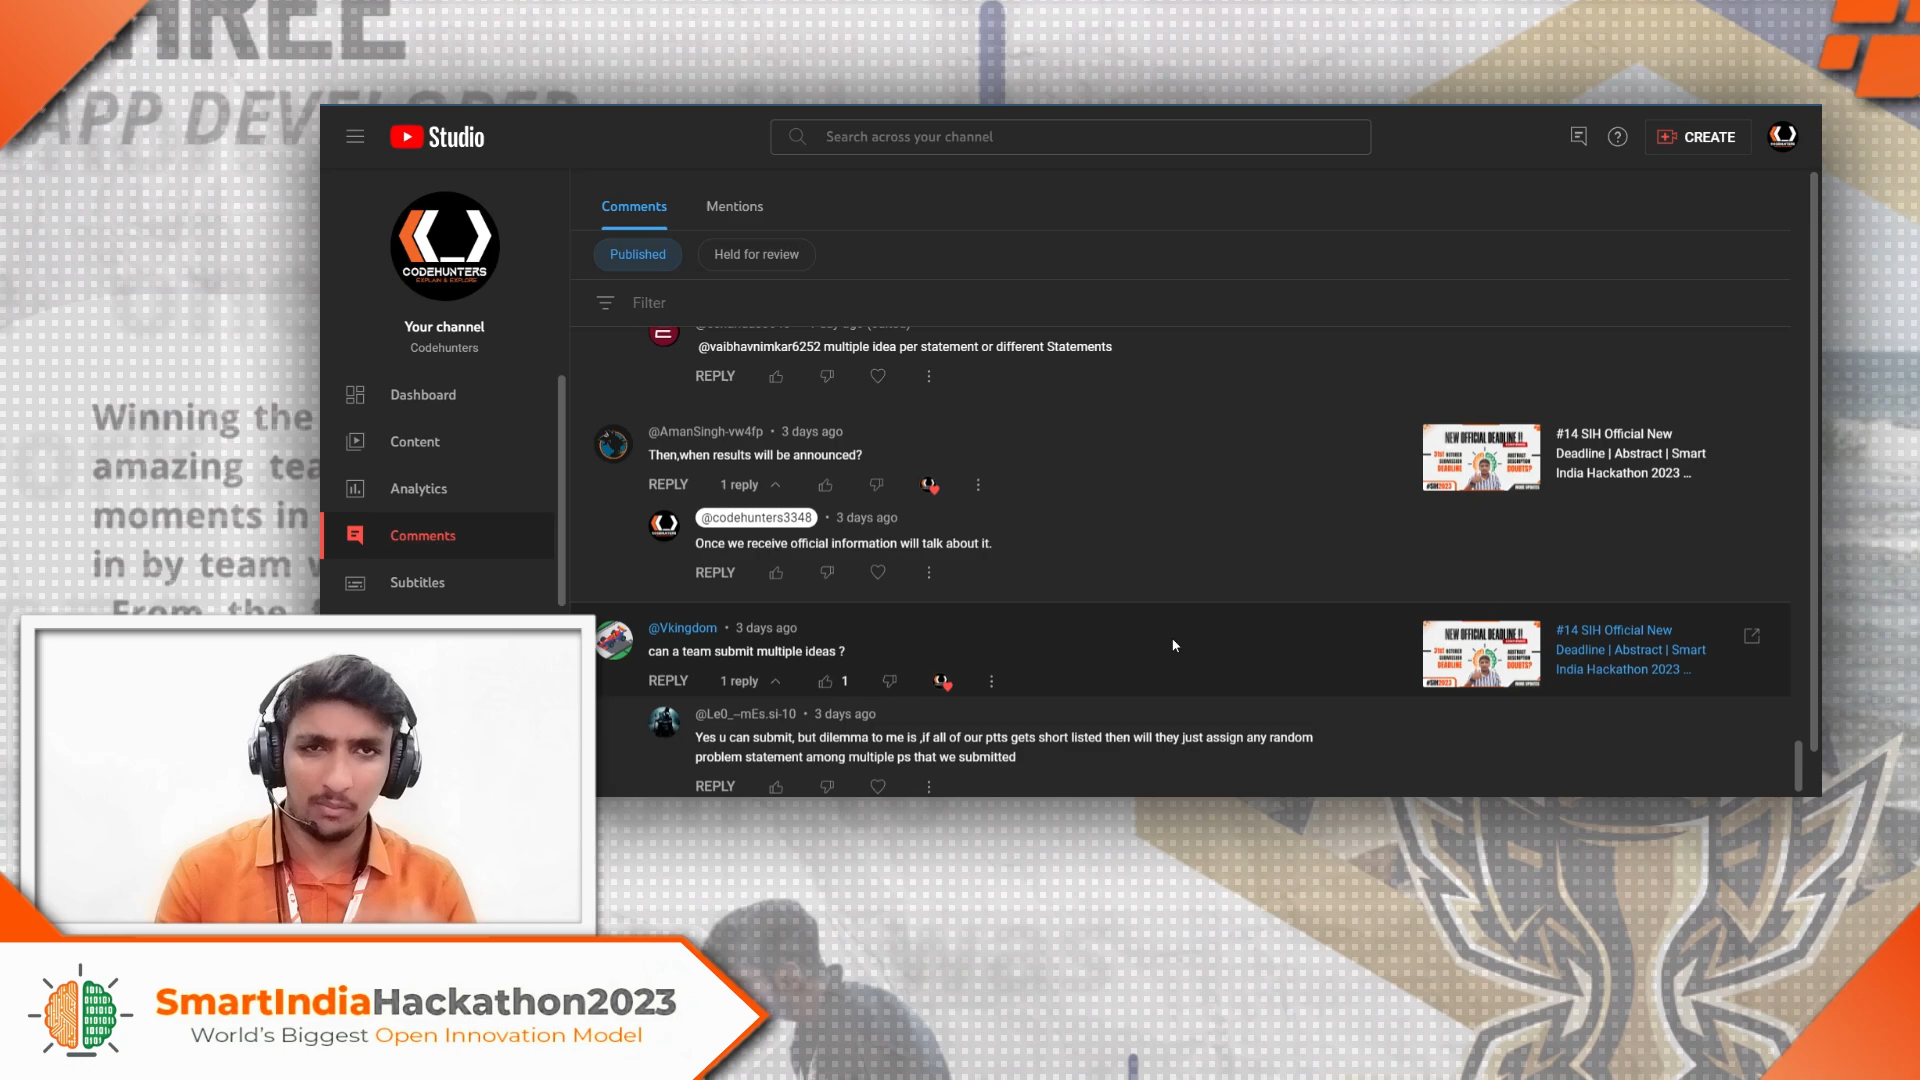 APP DEVELOPER
Studio
Search across your channel
CREATE
CODEHUNTERS
EXPLAIN & EXPLORE
Your channel
Codehunters
Dashboard
Content
Analytics
Comments
Subtitles
Comments
Mentions
Published
Held for review
Filter
@vaibhavnimkar6252 multiple idea per statement or different Statements
REPLY
@AmanSingh-vw4fp • 3 days ago
Then,when results will be announced?
REPLY 1 reply
@codehunters3348 • 3 days ago
Once we receive official information will talk about it.
REPLY
NEW OFFICIAL DEADLINE !!
#14 SIH Official New
Deadline | Abstract | Smart
India Hackathon 2023 ...
@Vkingdom • 3 days ago
can a team submit multiple ideas ?
REPLY 1 reply 1
NEW OFFICIAL DEADLINE !!
#14 SIH Official New
Deadline | Abstract | Smart
India Hackathon 2023 ...
@Le0_--mEs.si-10 • 3 days ago
Yes u can submit, but dilemma to me is ,if all of our ptts gets short listed then will they just assign any random
problem statement among multiple ps that we submitted
REPLY
Winning the
amazing
moments in
in by team
From the
SmartIndiaHackathon2023
World's Biggest Open Innovation Model